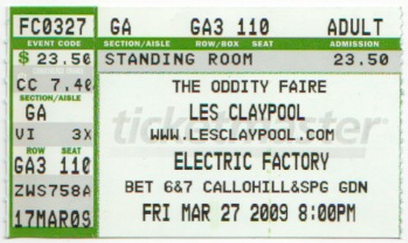 FC0327 GA GA3 110 ADULT
EVENT CODE SECTION/AISLE ROW/BOX SEAT ADMISSION
$ 23.50 STANDING ROOM 23.50
CC 7.40 THE ODDITY FAIRE
SECTION/AISLE
GA LES CLAYPOOL
ticketmaster
VI 3X WWW.LESCLAYPOOL.COM
ROW SEAT
GA3 110 ELECTRIC FACTORY
ZWS758A BET 6&7 CALLOHILL&SPG GDN
17MAR09 FRI MAR 27 2009 8:00PM